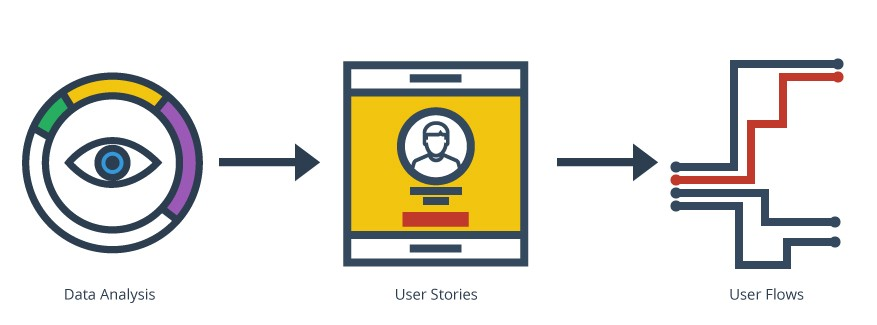 Data Analysis
User Stories
User Flows